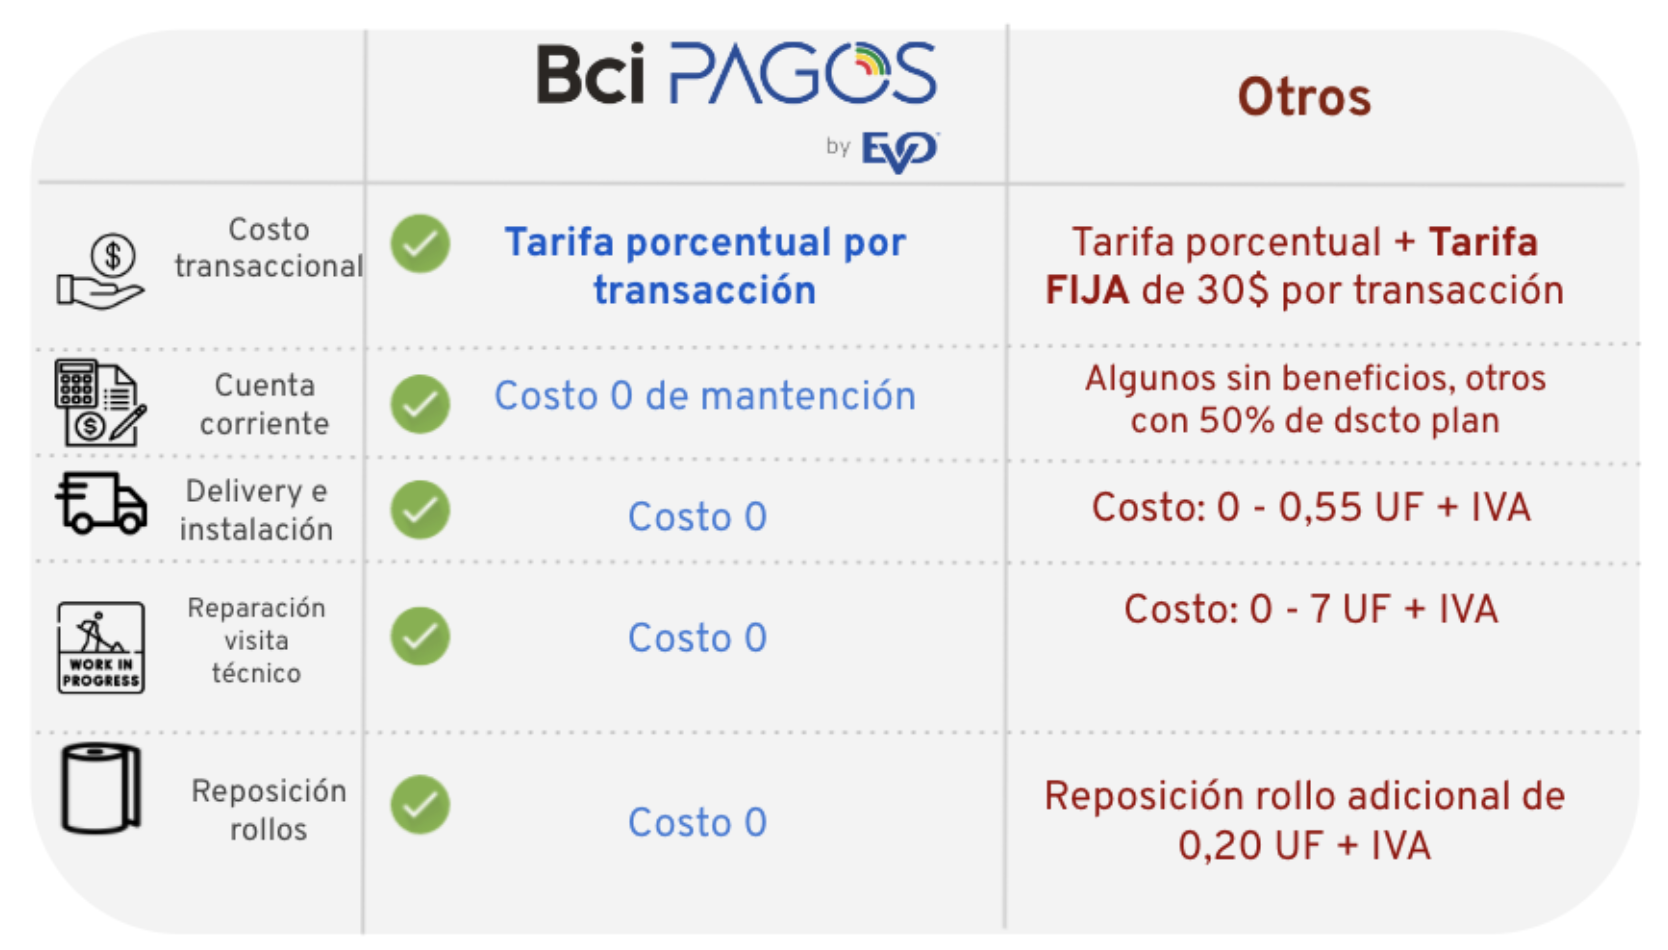 Bci PAGOS
by EVO
Otros
Costo
transaccional
Tarifa porcentual por
transacción
Tarifa porcentual + Tarifa
FIJA de 30$ por transacción
Cuenta
corriente
Costo 0 de mantención
Algunos sin beneficios, otros
con 50% de dscto plan
Delivery e
instalación
Costo 0
Costo: 0 - 0,55 UF + IVA
WORK IN
PROGRESS
Reparación
visita
técnico
Costo 0
Costo: 0 - 7 UF + IVA
Reposición
rollos
Costo 0
Reposición rollo adicional de
0,20 UF + IVA